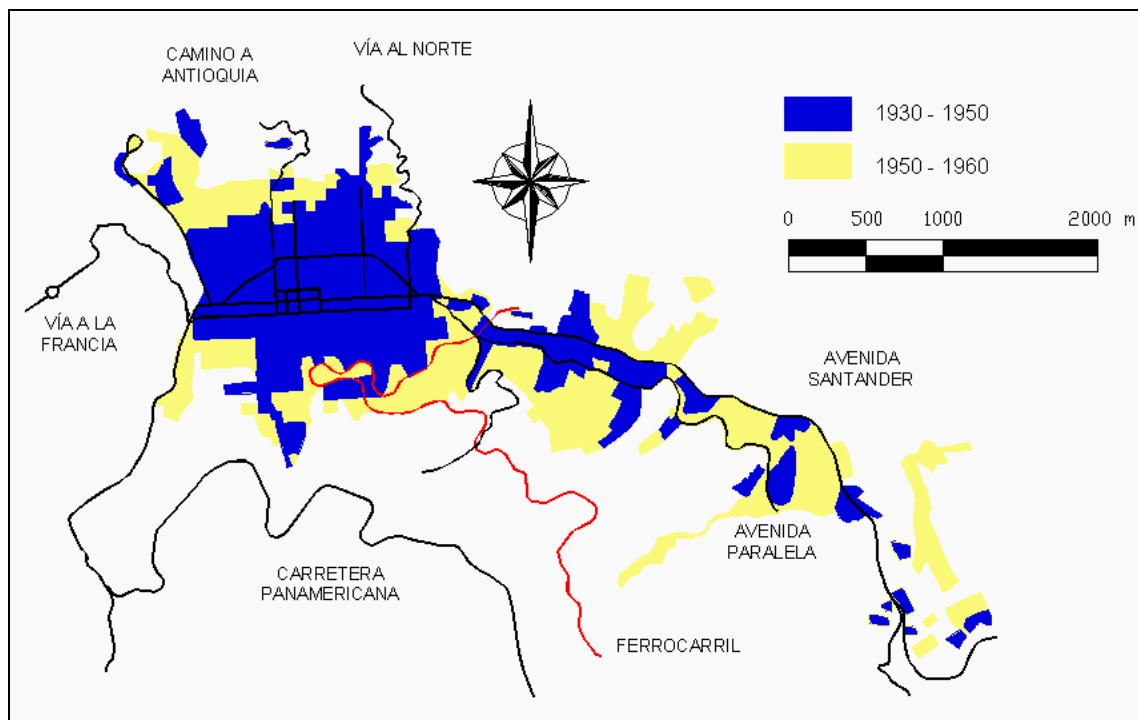 CAMINO A
ANTIOQUIA
VÍA AL NORTE
1930 - 1950
1950 - 1960
0 500 1000 2000 m
VÍA A LA
FRANCIA
AVENIDA
SANTANDER
AVENIDA
PARALELA
CARRETERA
PANAMERICANA
FERROCARRIL